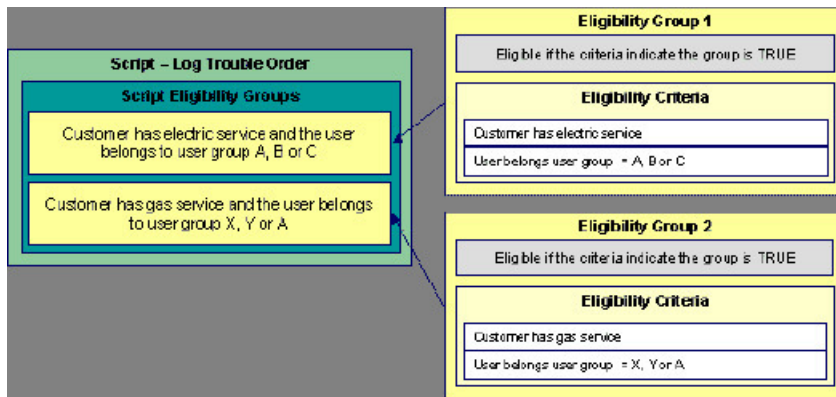 Script – Log Trouble Order
Script Eligibility Groups
Customer has electric service and the user
belongs to user group A, B or C
Customer has gas service and the user belongs
to user group X, Y or A
Eligibility Group 1
Eligible if the criteria indicate the group is TRUE
Eligibility Criteria
Customer has electric service
User belongs user group = A, B or C
Eligibility Group 2
Eligible if the criteria indicate the group is TRUE
Eligibility Criteria
Customer has gas service
User belongs user group = X, Y or A